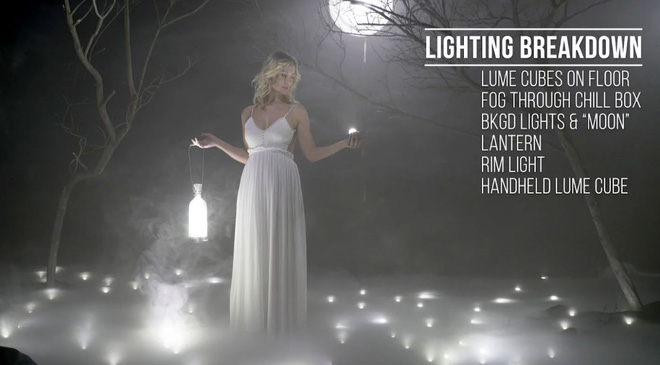 LIGHTING BREAKDOWN
LUME CUBES ON FLOOR
FOG THROUGH CHILL BOX
BKGD LIGHTS & “MOON”
LANTERN
RIM LIGHT
HANDHELD LUME CUBE